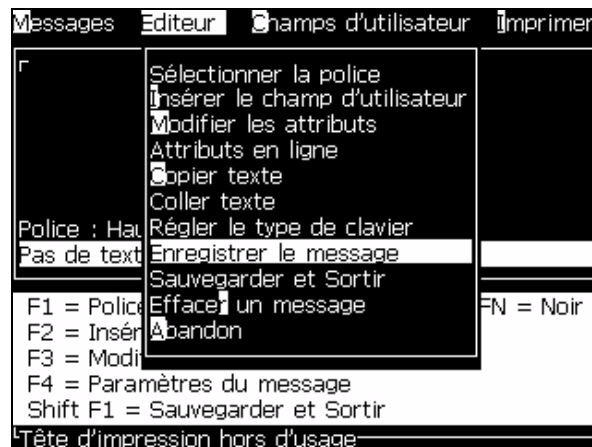 Messages Editeur Champs d'utilisateur Imprimer
Sélectionner la police
Insérer le champ d'utilisateur
Modifier les attributs
Attributs en ligne
Copier texte
Coller texte
Régler le type de clavier
Enregistrer le message
Sauvegarder et Sortir
Effacer un message
Abandon
Police : Hau
Pas de text
F1 = Police FN = Noir
F2 = Insér
F3 = Modi
F4 = Paramètres du message
Shift F1 = Sauvegarder et Sortir
Tête d'impression hors d'usage